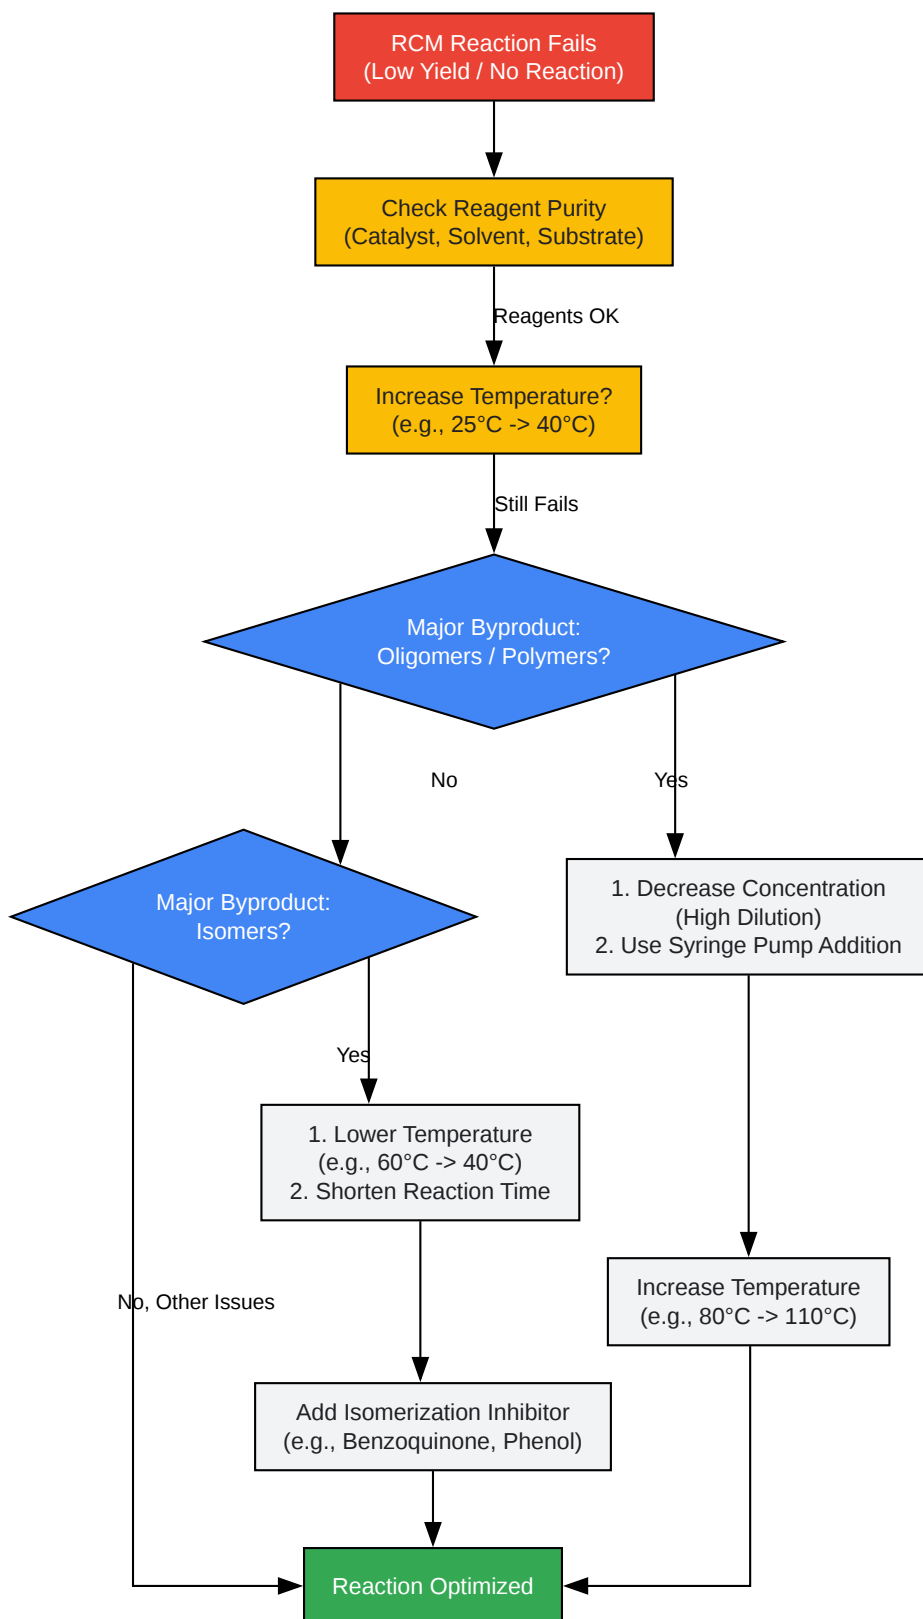 RCM Reaction Fails
(Low Yield / No Reaction)
Check Reagent Purity
(Catalyst, Solvent, Substrate)
Reagents OK
Increase Temperature?
(e.g., 25°C -> 40°C)
Still Fails
Major Byproduct:
Oligomers / Polymers?
No
Yes
Major Byproduct:
Isomers?
1. Decrease Concentration
(High Dilution)
2. Use Syringe Pump Addition
Yes
1. Lower Temperature
(e.g., 60°C -> 40°C)
2. Shorten Reaction Time
No, Other Issues
Increase Temperature
(e.g., 80°C -> 110°C)
Add Isomerization Inhibitor
(e.g., Benzoquinone, Phenol)
Reaction Optimized